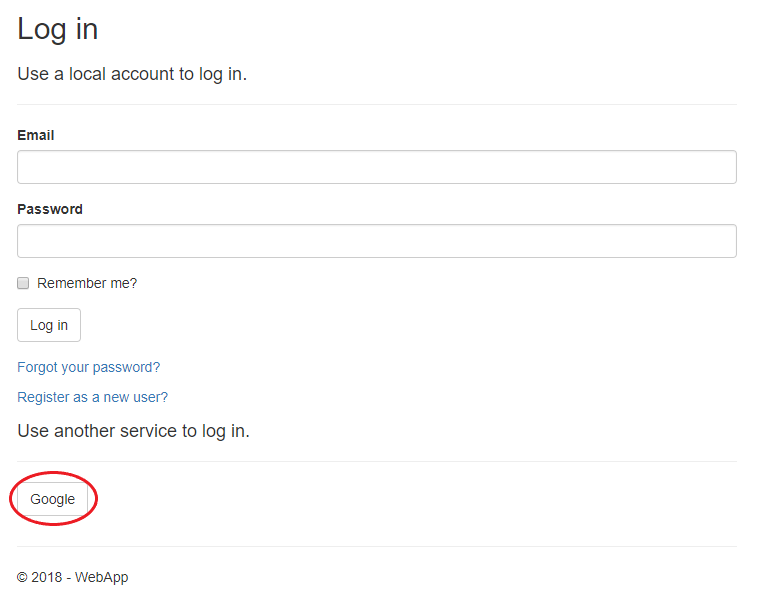 Log in
Use a local account to log in.
Email
Password
Remember me?
Log in
Forgot your password?
Register as a new user?
Use another service to log in.
Google
© 2018 - WebApp